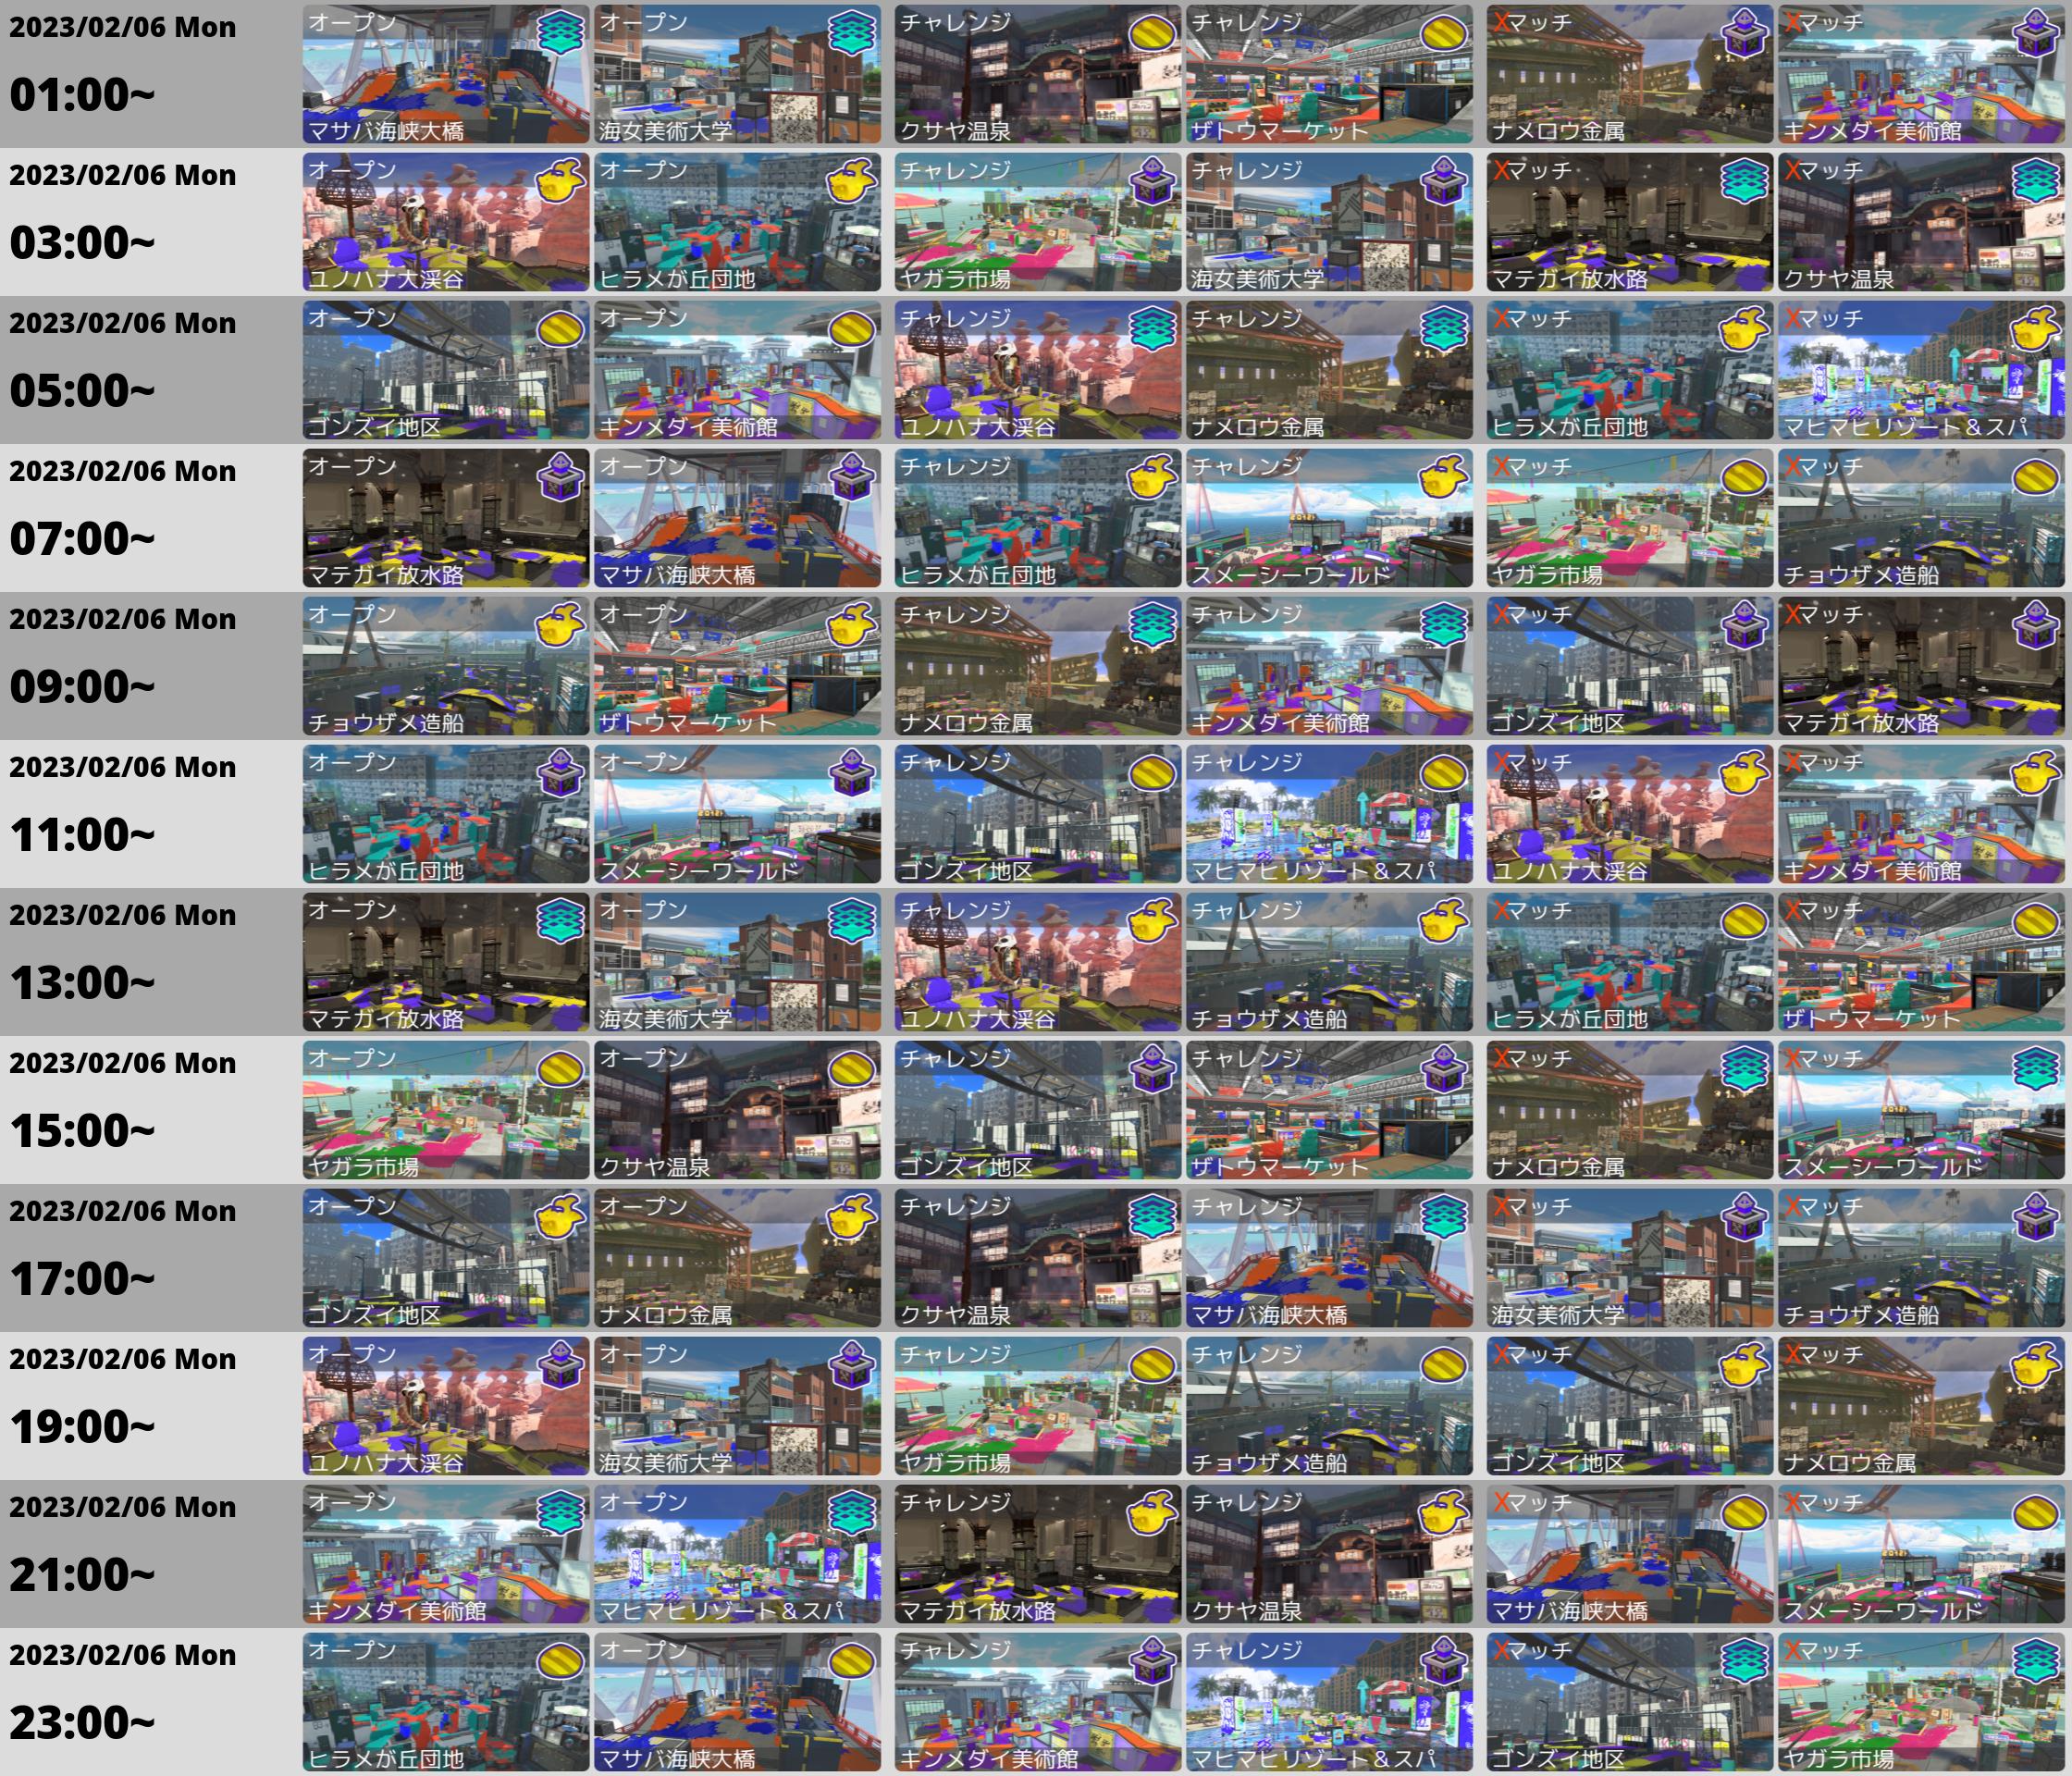 2023/02/06 Mon
01:00~
オープン
マサバ海峡大橋
オープン
海女美術大学
チャレンジ
クサヤ温泉
チャレンジ
ザトウマーケット
Xマッチ
ナメロウ金属
Xマッチ
キンメダイ美術館
2023/02/06 Mon
03:00~
オープン
ユノハナ大渓谷
オープン
ヒラメが丘団地
チャレンジ
ヤガラ市場
チャレンジ
海女美術大学
Xマッチ
マテガイ放水路
Xマッチ
クサヤ温泉
2023/02/06 Mon
05:00~
オープン
ゴンズイ地区
オープン
キンメダイ美術館
チャレンジ
ユノハナ大渓谷
チャレンジ
ナメロウ金属
Xマッチ
ヒラメが丘団地
Xマッチ
マヒマヒリゾート＆スパ
2023/02/06 Mon
07:00~
オープン
マテガイ放水路
オープン
マサバ海峡大橋
チャレンジ
ヒラメが丘団地
チャレンジ
スメーシーワールド
Xマッチ
ヤガラ市場
Xマッチ
チョウザメ造船
2023/02/06 Mon
09:00~
オープン
チョウザメ造船
オープン
ザトウマーケット
チャレンジ
ナメロウ金属
チャレンジ
キンメダイ美術館
Xマッチ
ゴンズイ地区
Xマッチ
マテガイ放水路
2023/02/06 Mon
11:00~
オープン
ヒラメが丘団地
オープン
スメーシーワールド
チャレンジ
ゴンズイ地区
チャレンジ
マヒマヒリゾート＆スパ
Xマッチ
ユノハナ大渓谷
Xマッチ
キンメダイ美術館
2023/02/06 Mon
13:00~
オープン
マテガイ放水路
オープン
海女美術大学
チャレンジ
ユノハナ大渓谷
チャレンジ
チョウザメ造船
Xマッチ
ヒラメが丘団地
Xマッチ
ザトウマーケット
2023/02/06 Mon
15:00~
オープン
ヤガラ市場
オープン
クサヤ温泉
チャレンジ
ゴンズイ地区
チャレンジ
ザトウマーケット
Xマッチ
ナメロウ金属
Xマッチ
スメーシーワールド
2023/02/06 Mon
17:00~
オープン
ゴンズイ地区
オープン
ナメロウ金属
チャレンジ
クサヤ温泉
チャレンジ
マサバ海峡大橋
Xマッチ
海女美術大学
Xマッチ
チョウザメ造船
2023/02/06 Mon
19:00~
オープン
ユノハナ大渓谷
オープン
海女美術大学
チャレンジ
ヤガラ市場
チャレンジ
チョウザメ造船
Xマッチ
ゴンズイ地区
Xマッチ
ナメロウ金属
2023/02/06 Mon
21:00~
オープン
キンメダイ美術館
オープン
マヒマヒリゾート＆スパ
チャレンジ
マテガイ放水路
チャレンジ
クサヤ温泉
Xマッチ
マサバ海峡大橋
Xマッチ
スメーシーワールド
2023/02/06 Mon
23:00~
オープン
ヒラメが丘団地
オープン
マサバ海峡大橋
チャレンジ
キンメダイ美術館
チャレンジ
マヒマヒリゾート＆スパ
Xマッチ
ゴンズイ地区
Xマッチ
ヤガラ市場